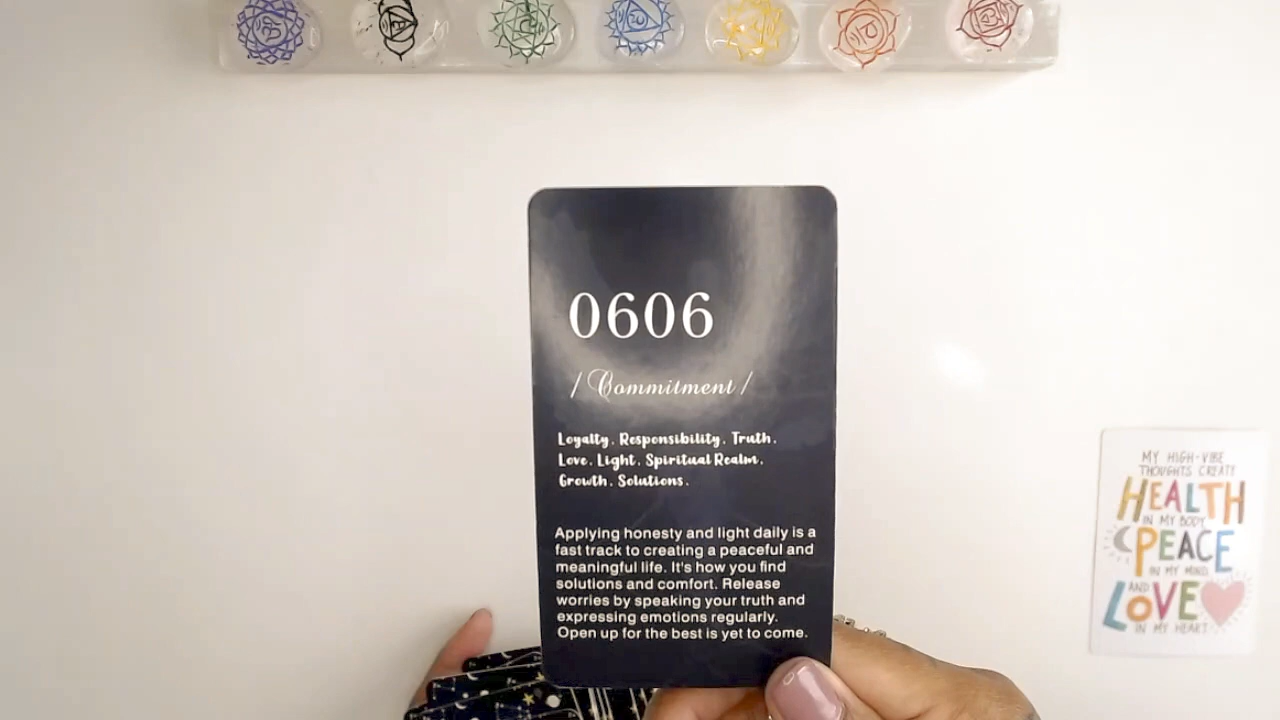 0606
/ Commitment /
Loyalty. Responsibility. Truth.
Love. Light. Spiritual Realm.
Growth. Solutions.
Applying honesty and light daily is a
fast track to creating a peaceful and
meaningful life. It's how you find
solutions and comfort. Release
worries by speaking your truth and
expressing emotions regularly.
Open up for the best is yet to come.
MY HIGH-VIBE
THOUGHTS CREATE
HEALTH
IN MY BODY
PEACE
IN MY MIND
AND
LOVE
IN MY HEART